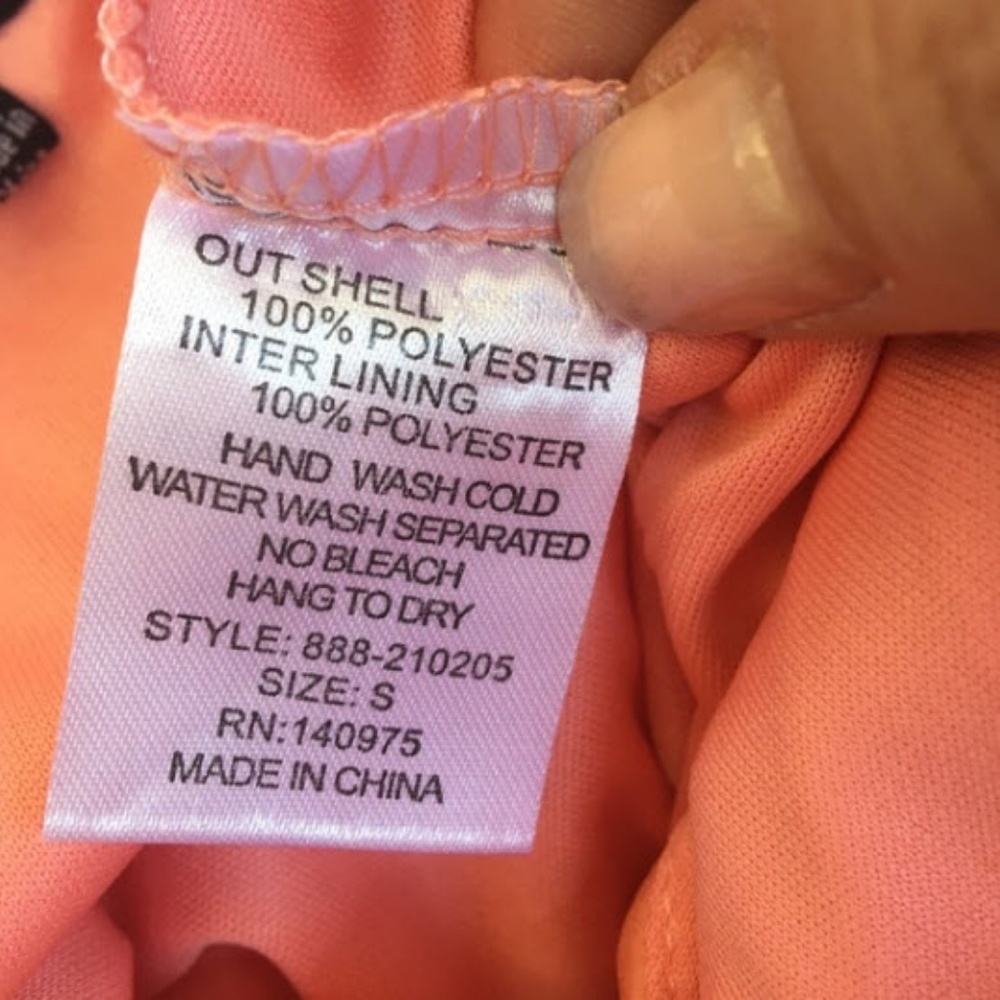 OUT SHELL
100% POLYESTER
INTER LINING
100% POLYESTER
HAND WASH COLD
WATER WASH SEPARATED
NO BLEACH
HANG TO DRY
STYLE: 888-210205
SIZE: S
RN:140975
MADE IN CHINA